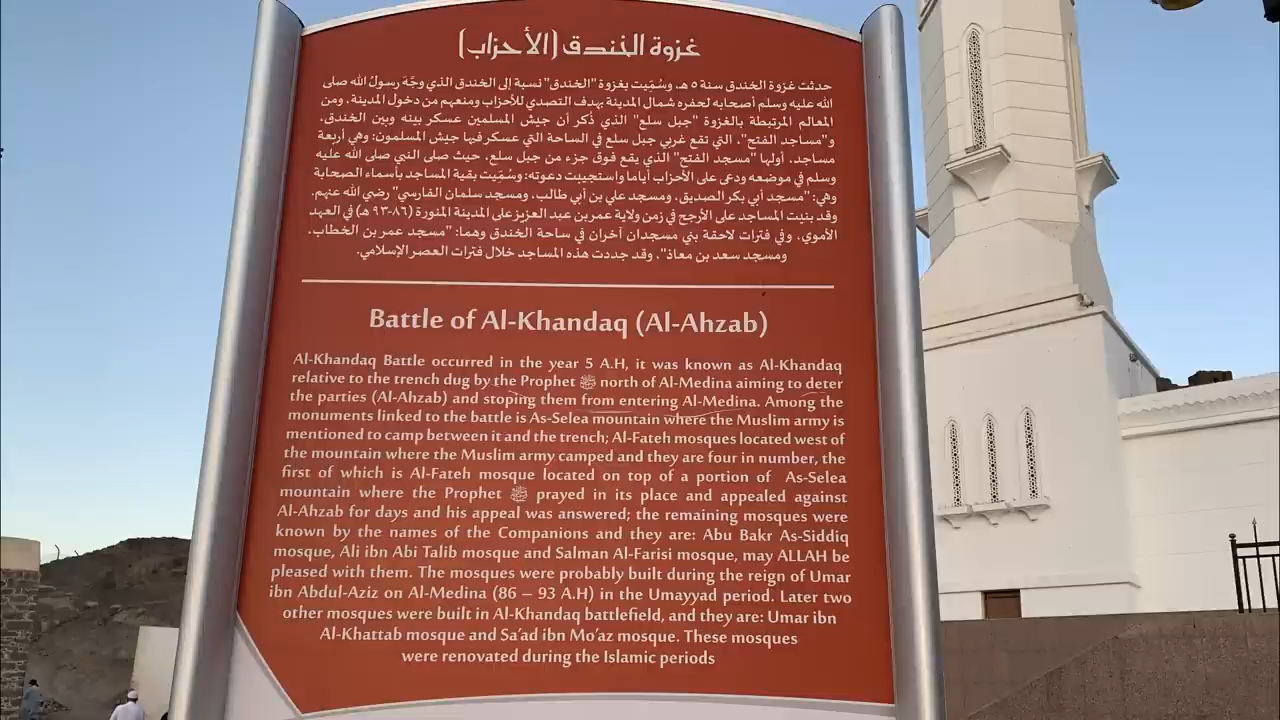 غزوة الخندق (الأحزاب)
حدثت غزوة الخندق سنة ٥ هـ، وسُمّيت بغزوة "الخندق" نسبة إلى الخندق الذي وجَّه رسولُ الله صلى
الله عليه وسلم أصحابه لحفره شمال المدينة بهدف التصدي للأحزاب ومنعهم من دخول المدينة، ومن
المعالم المرتبطة بالغزوة "جبل سلع" الذي ذُكر أن جيش المسلمين عسكر بينه وبين الخندق،
و"مساجد الفتح"، التي تقع غربي جبل سلع في الساحة التي عسكر فيها جيش المسلمون: وهي أربعة
مساجد، أولها "مسجد الفتح" الذي يقع فوق جزء من جبل سلع، حيث صلى النبي صلى الله عليه
وسلم في موضعه ودعى على الأحزاب أياما واستجيبت دعوته: وسُمّيت بقية المساجد بأسماء الصحابة
وهي: "مسجد أبي بكر الصديق، ومسجد علي بن أبي طالب، ومسجد سلمان الفارسي" رضي الله عنهم.
وقد بنيت المساجد على الأرجح في زمن ولاية عمر بن عبد العزيز على المدينة المنورة (٨٦-٩٣ هـ) في العهد
الأموي، وفي فترات لاحقة بني مسجدان آخران في ساحة الخندق وهما: "مسجد عمر بن الخطاب،
ومسجد سعد بن معاذ". وقد جددت هذه المساجد خلال فترات العصر الإسلامي.
Battle of Al-Khandaq (Al-Ahzab)
Al-Khandaq Battle occurred in the year 5 A.H, it was known as Al-Khandaq
relative to the trench dug by the Prophet ﷺ north of Al-Medina aiming to deter
the parties (Al-Ahzab) and stoping them from entering Al-Medina. Among the
monuments linked to the battle is As-Selea mountain where the Muslim army is
mentioned to camp between it and the trench; Al-Fateh mosques located west of
the mountain where the Muslim army camped and they are four in number, the
first of which is Al-Fateh mosque located on top of a portion of As-Selea
mountain where the Prophet ﷺ prayed in its place and appealed against
Al-Ahzab for days and his appeal was answered; the remaining mosques were
known by the names of the Companions and they are: Abu Bakr As-Siddiq
mosque, Ali ibn Abi Talib mosque and Salman Al-Farisi mosque, may ALLAH be
pleased with them. The mosques were probably built during the reign of Umar
ibn Abdul-Aziz on Al-Medina (86 – 93 A.H) in the Umayyad period. Later two
other mosques were built in Al-Khandaq battlefield, and they are: Umar ibn
Al-Khattab mosque and Sa'ad ibn Mo'az mosque. These mosques
were renovated during the Islamic periods